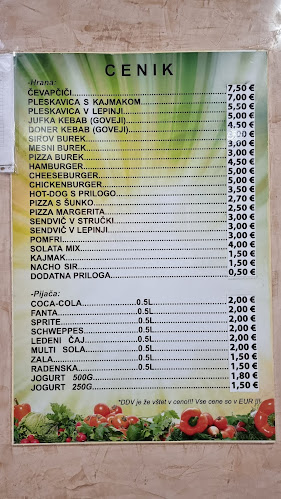 CENIK
-Hrana:
ČEVAPČIČI 7,50 €
PLESKAVICA S KAJMAKOM 7,00 €
PLESKAVICA V LEPINJI 5,50 €
JUFKA KEBAB (GOVEJI) 5,00 €
DONER KEBAB (GOVEJI) 4,50 €
SIROV BUREK
MESNI BUREK 3,00 €
PIZZA BUREK 3,00 €
HAMBURGER 4,50 €
CHEESEBURGER 5,00 €
CHICKENBURGER 5,00 €
HOT-DOG S PRILOGO 3,50 €
PIZZA S ŠUNKO 2,70 €
PIZZA MARGERITA 2,50 €
SENDVIČ V STRUČKI 3,00 €
SENDVIČ V LEPINJI 3,00 €
POMFRI 3,00 €
SOLATA MIX 4,00 €
KAJMAK 1,50 €
NACHO SIR 1,50 €
DODATNA PRILOGA 0,50 €
-Pijača:
COCA-COLA 0.5L 2,00 €
FANTA 0.5L 2,00 €
SPRITE 0.5L 2,00 €
SCHWEPPES 0.5L 2,00 €
LEDENI ČAJ 0.5L 2,00 €
MULTI SOLA 0.5L 2,00 €
ZALA 0.5L 1,50 €
RADENSKA 0.5L 1,50 €
JOGURT 500G 1,80 €
JOGURT 250G 1,50 €
*DDV je že vštet v ceno!!! Vse cene so v EUR !!!